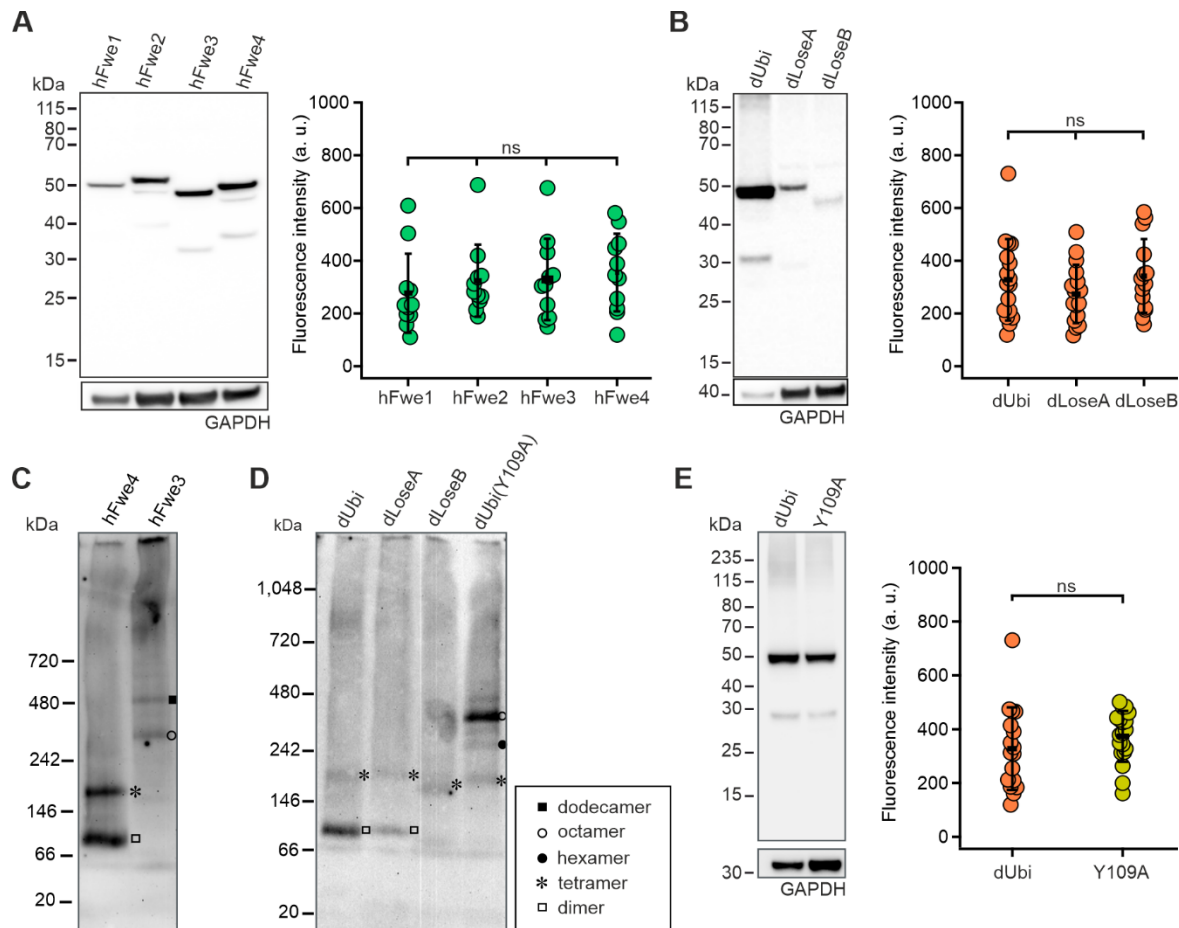 A
hFwe1 hFwe2 hFwe3 hFwe4
kDa
115
80
70
50
40
30
25
15
GAPDH
Fluorescence intensity (a. u.)
1000
800
600
400
200
0
ns
hFwe1 hFwe2 hFwe3 hFwe4
B
dUbi dLoseA dLoseB
kDa
115
80
70
50
40
30
25
15
40
GAPDH
Fluorescence intensity (a. u.)
1000
800
600
400
200
0
ns
dUbi dLoseA dLoseB
C
hFwe4 hFwe3
kDa
720
480
242
146
66
20
D
dUbi dLoseA dLoseB dUbi(Y109A)
kDa
1,048
720
480
242
146
66
20
■ dodecamer
○ octamer
● hexamer
* tetramer
□ dimer
E
dUbi Y109A
kDa
235
115
80
70
50
40
30
25
15
30
GAPDH
Fluorescence intensity (a. u.)
1000
800
600
400
200
0
ns
dUbi Y109A